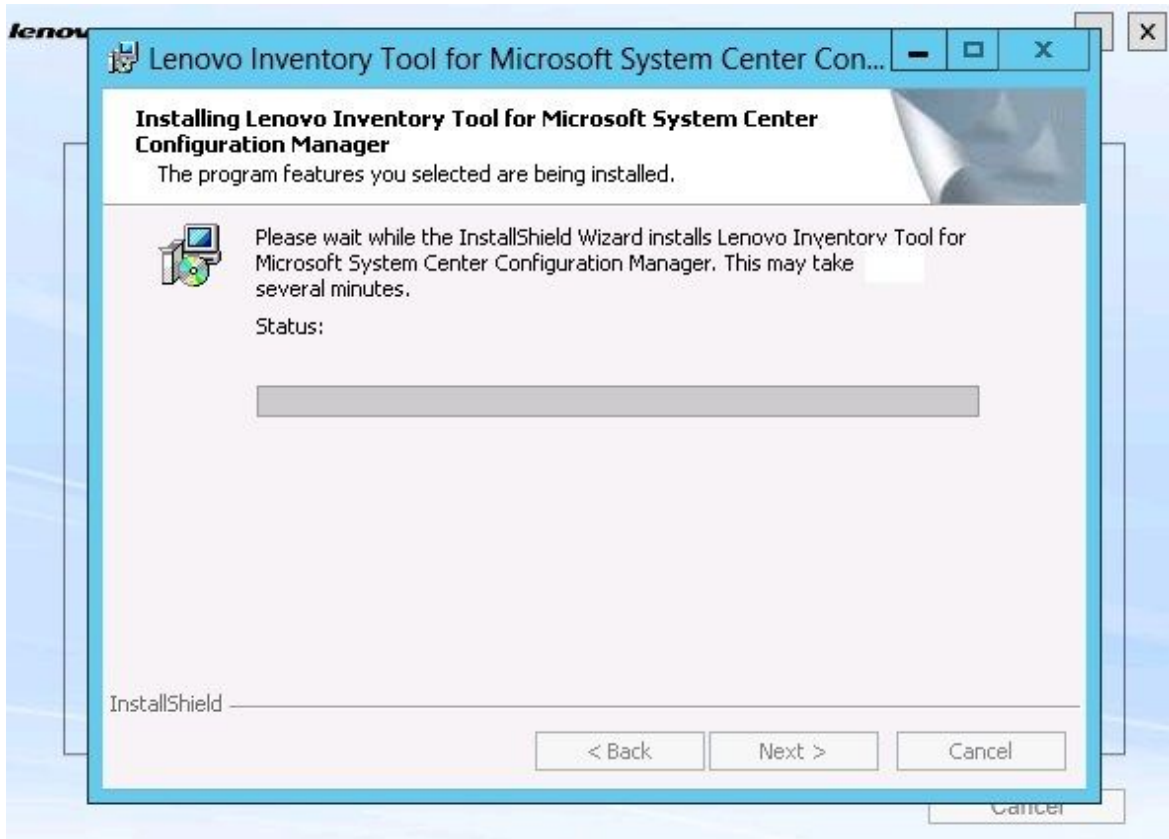 lenov
Lenovo Inventory Tool for Microsoft System Center Con...
X
Installing Lenovo Inventory Tool for Microsoft System Center
Configuration Manager
The program features you selected are being installed.
Please wait while the InstallShield Wizard installs Lenovo Inventory Tool for
Microsoft System Center Configuration Manager. This may take
several minutes.
Status:
InstallShield
< Back
Next >
Cancel
Cancel